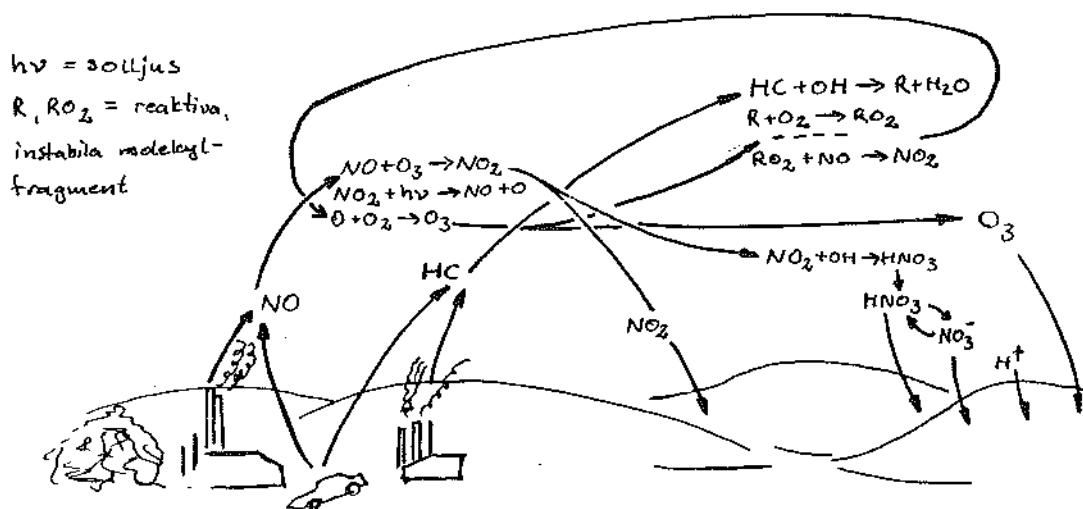 hν = solljus
R, RO₂ = reaktiva,
instabila molekyl-
fragment
HC + OH → R + H₂O
R + O₂ → RO₂
RO₂ + NO → NO₂
NO + O₃ → NO₂
NO₂ + hν → NO + O
O + O₂ → O₃
O₃
NO₂ + OH → HNO₃
HC
NO
HNO₃
NO₂
NO₃⁻
H⁺